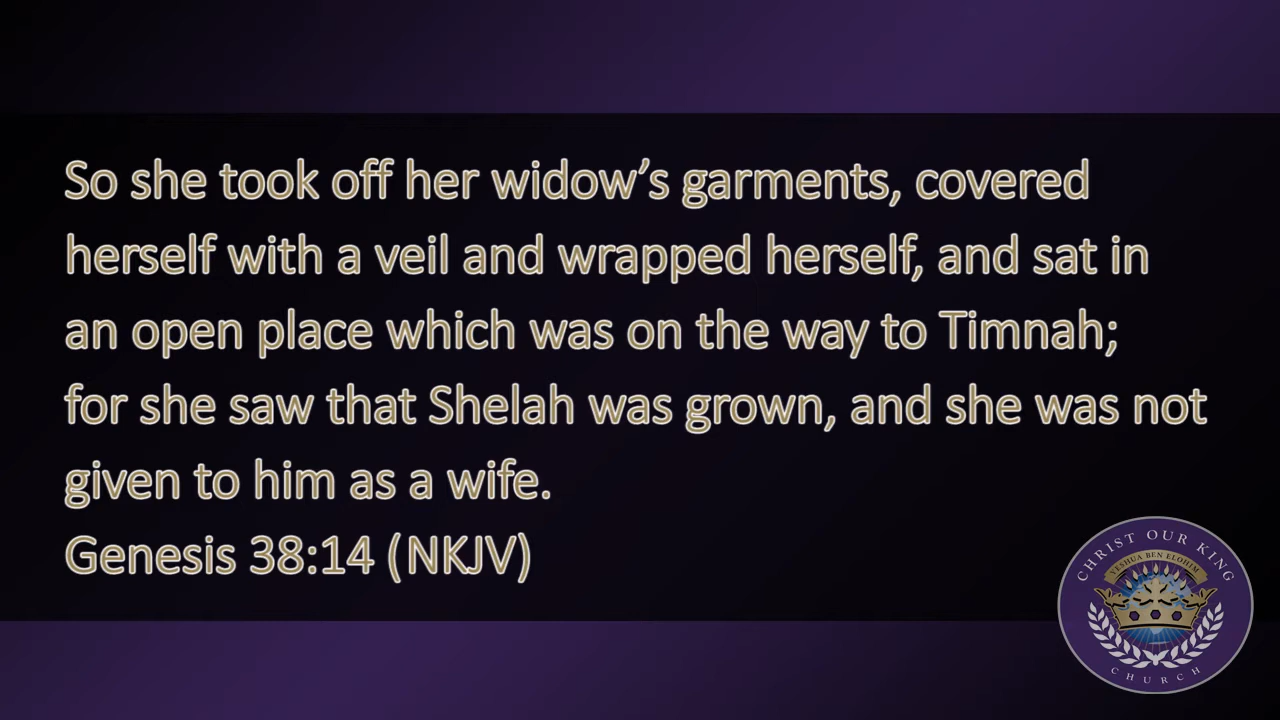 So she took off her widow’s garments, covered
herself with a veil and wrapped herself, and sat in
an open place which was on the way to Timnah;
for she saw that Shelah was grown, and she was not
given to him as a wife.
Genesis 38:14 (NKJV)
CHRIST OUR KING
YESHUA BEN ELOHIM
CHURCH